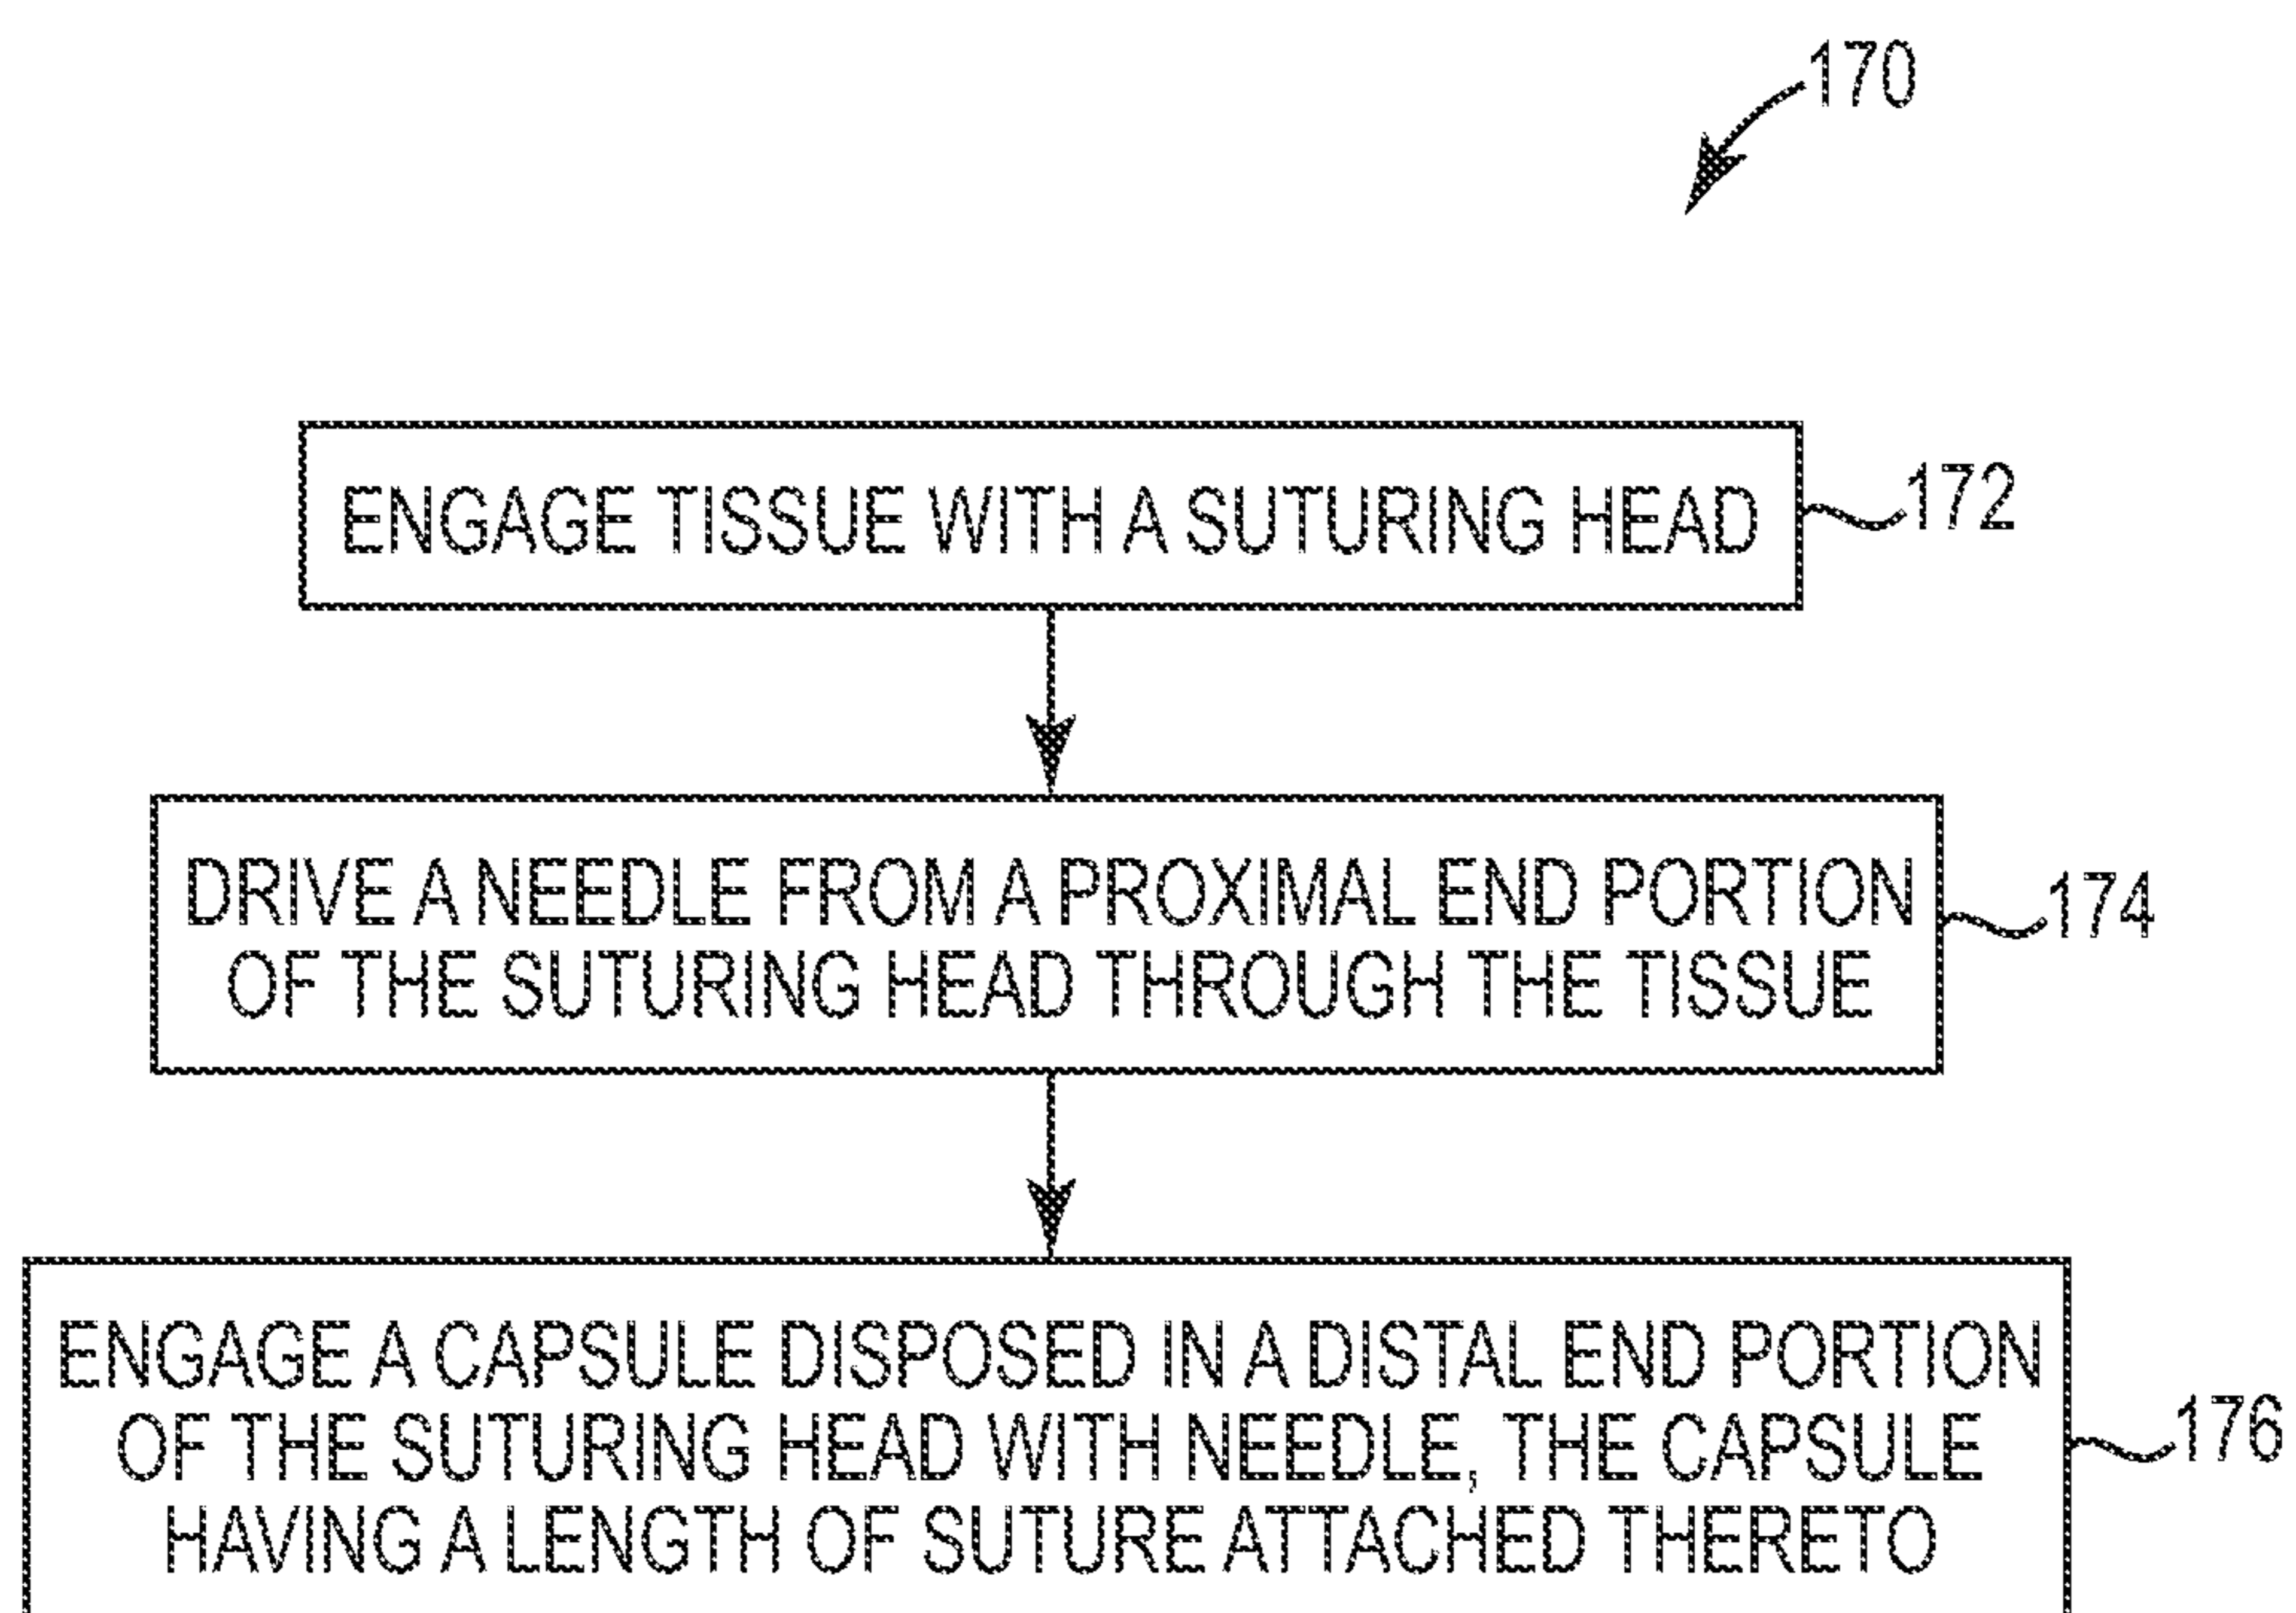 170
ENGAGE TISSUE WITH A SUTURING HEAD
172
DRIVE A NEEDLE FROM A PROXIMAL END PORTION
OF THE SUTURING HEAD THROUGH THE TISSUE
174
ENGAGE A CAPSULE DISPOSED IN A DISTAL END PORTION
OF THE SUTURING HEAD WITH NEEDLE, THE CAPSULE
HAVING A LENGTH OF SUTURE ATTACHED THERETO
176